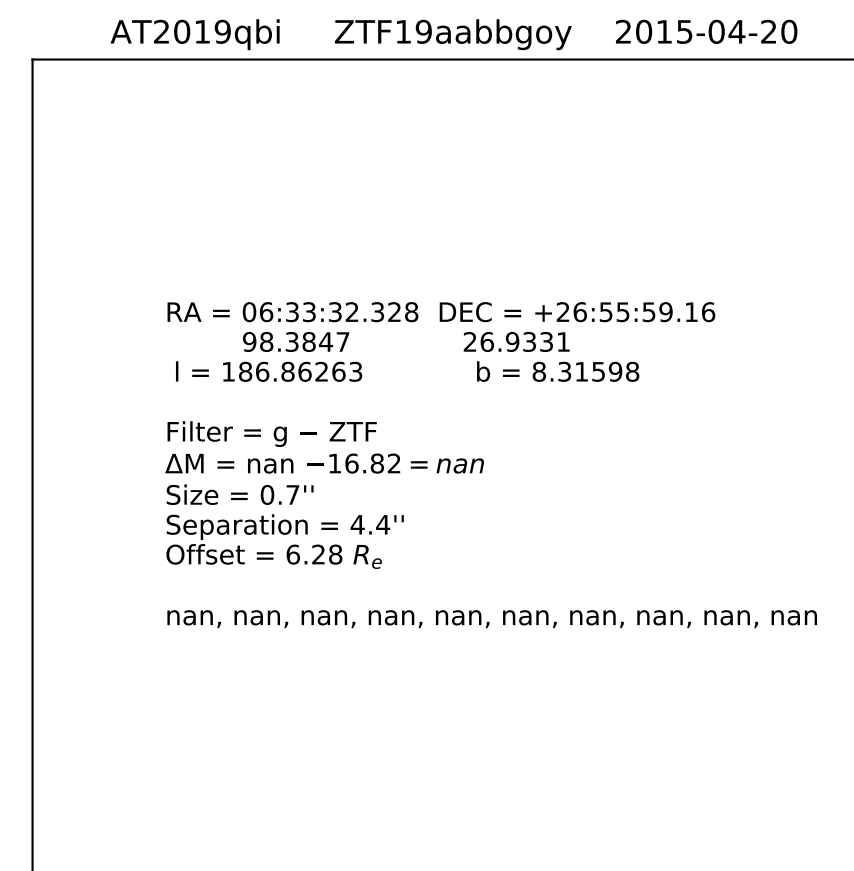 AT2019qbi ZTF19aabbgoy 2015-04-20
RA = 06:33:32.328 DEC = +26:55:59.16
98.3847 26.9331
l = 186.86263 b = 8.31598
Filter = g − ZTF
ΔM = nan −16.82 = nan
Size = 0.7''
Separation = 4.4''
Offset = 6.28 Rₑ
nan, nan, nan, nan, nan, nan, nan, nan, nan, nan